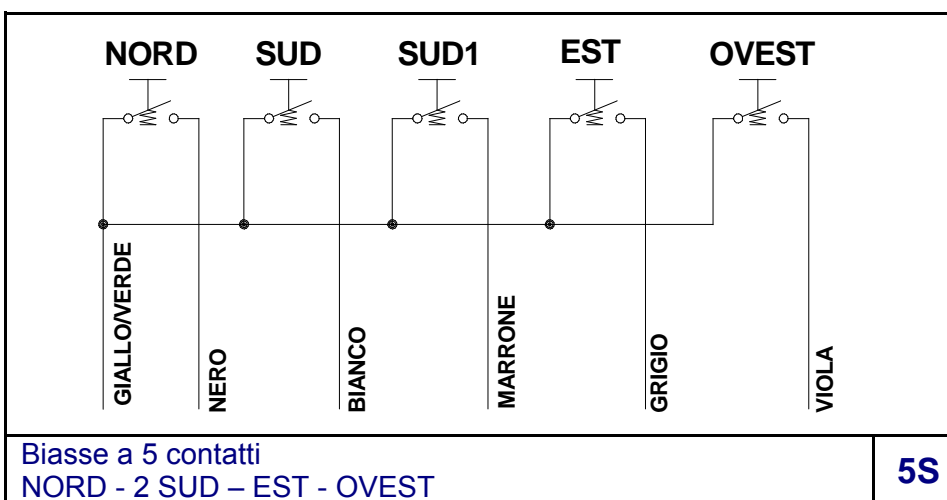 NORD SUD SUD1 EST OVEST
GIALLO/VERDE
NERO
BIANCO
MARRONE
GRIGIO
VIOLA
Biasse a 5 contatti
NORD - 2 SUD – EST - OVEST
5S